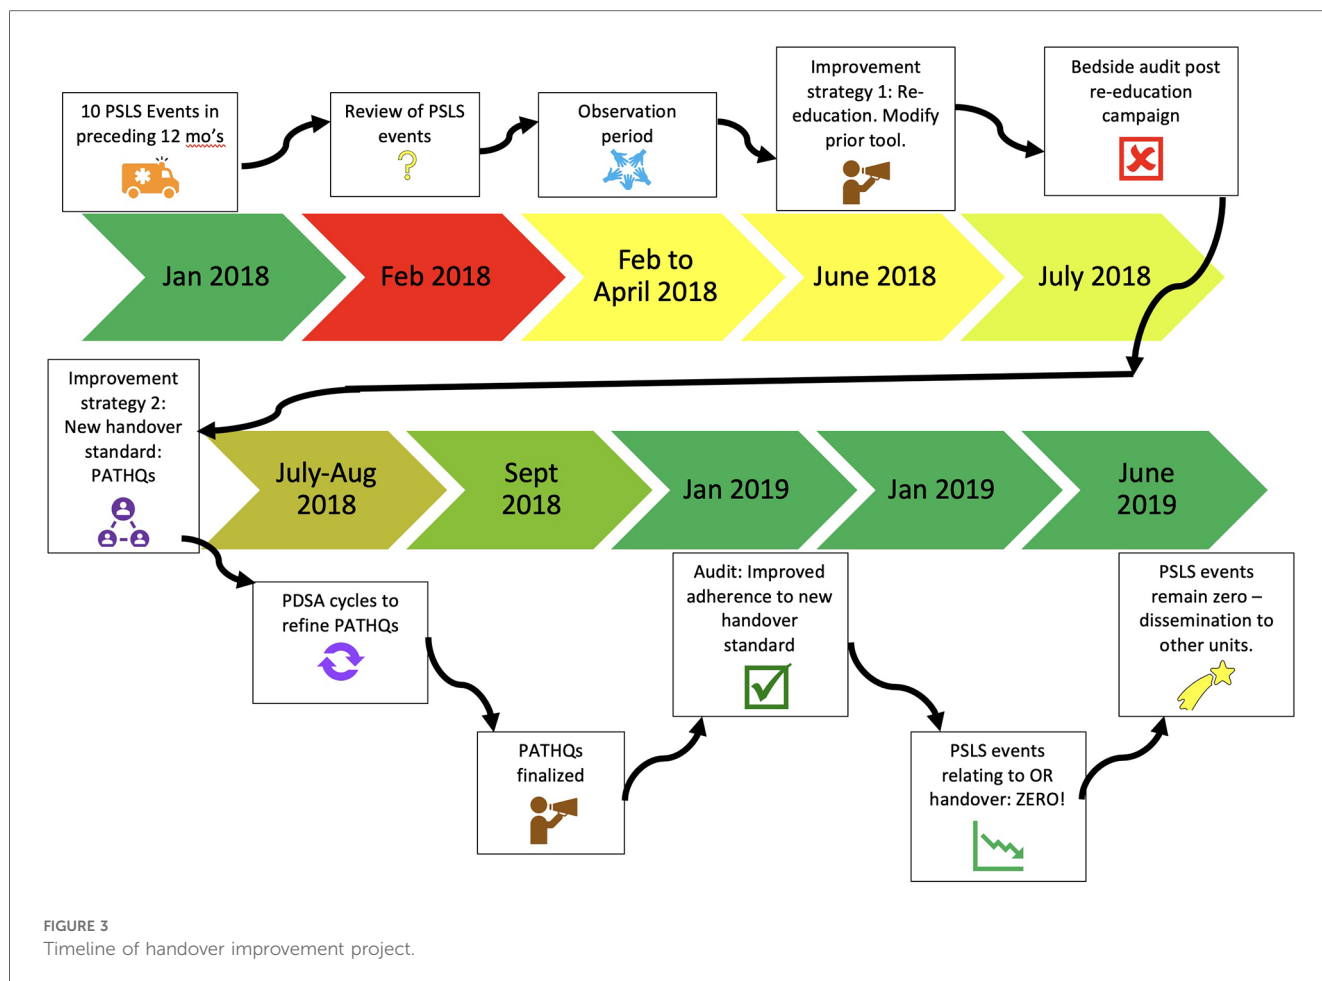 10 PSLS Events in
preceding 12 mo's
Review of PSLS
events
Observation
period
Improvement
strategy 1: Re-
education. Modify
prior tool.
Bedside audit post
re-education
campaign
Jan 2018
Feb 2018
Feb to
April 2018
June 2018
July 2018
Improvement
strategy 2:
New handover
standard:
PATHQs
July-Aug
2018
Sept
2018
Jan 2019
Jan 2019
June
2019
PDSA cycles to
refine PATHQs
PATHQs
finalized
Audit: Improved
adherence to new
handover
standard
PSLS events
relating to OR
handover: ZERO!
PSLS events
remain zero –
dissemination to
other units.
FIGURE 3
Timeline of handover improvement project.